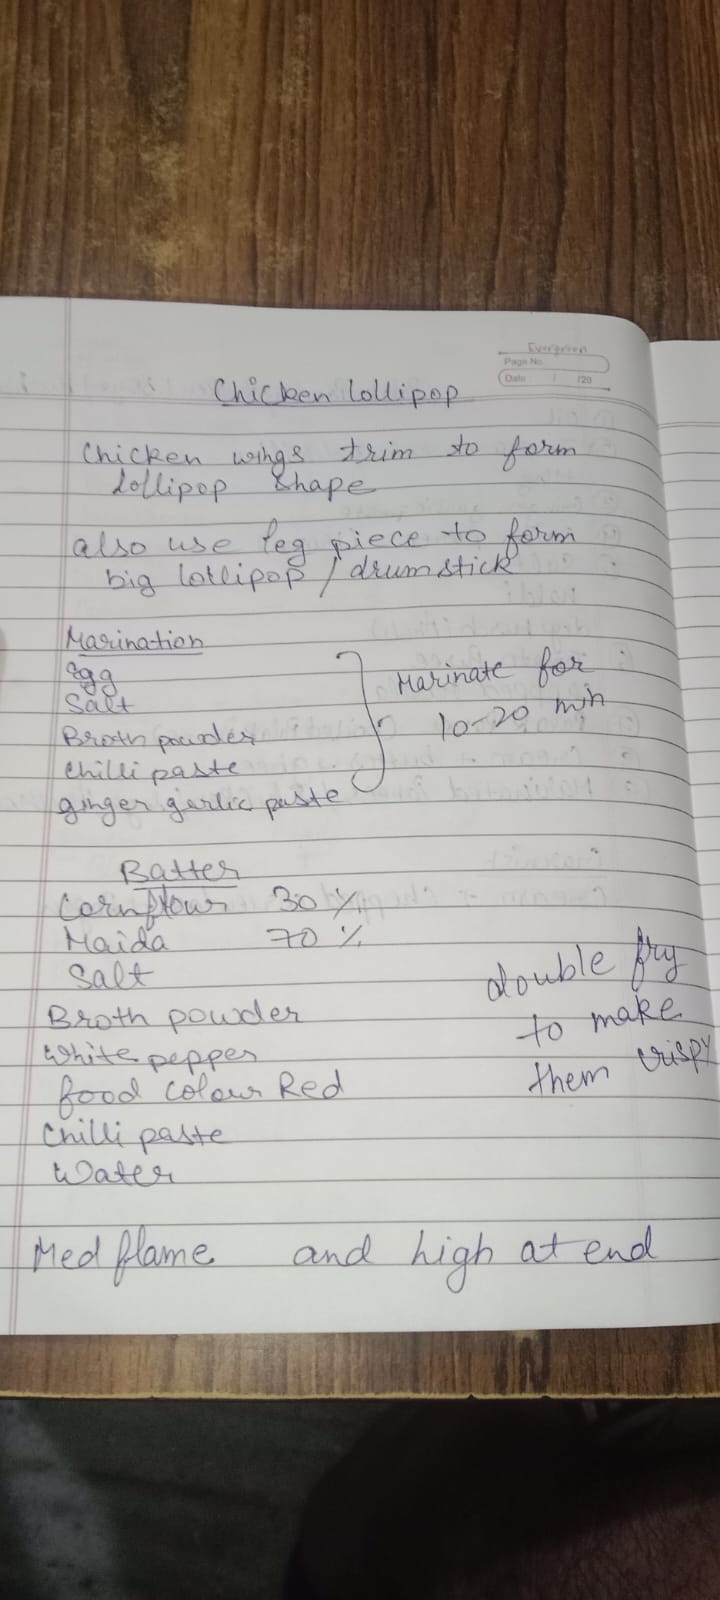 Evergreen
Page No.
Date / /20
Chicken lollipop
Chicken wings trim to form
lollipop shape
also use leg piece to form
big lollipop / drumstick
Marination
Egg
Salt
Broth powder
Chilli paste
ginger garlic paste
Marinate for
10-20 min
Batter
Cornflour 30 %
Maida 70 %
Salt
Broth powder
White pepper
food colour Red
Chilli paste
Water
double fry
to make
them crispy
Med flame and high at end